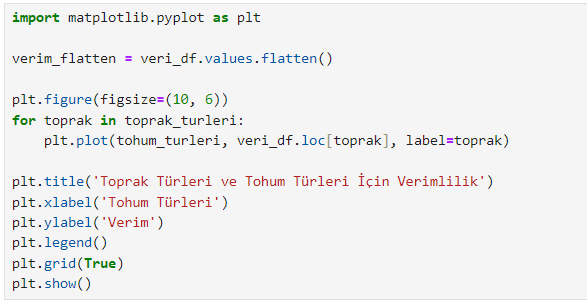 import matplotlib.pyplot as plt
verim_flatten = veri_df.values.flatten()
plt.figure(figsize=(10, 6))
for toprak in toprak_turleri:
    plt.plot(tohum_turleri, veri_df.loc[toprak], label=toprak)
plt.title('Toprak Türleri ve Tohum Türleri İçin Verimlilik')
plt.xlabel('Tohum Türleri')
plt.ylabel('Verim')
plt.legend()
plt.grid(True)
plt.show()